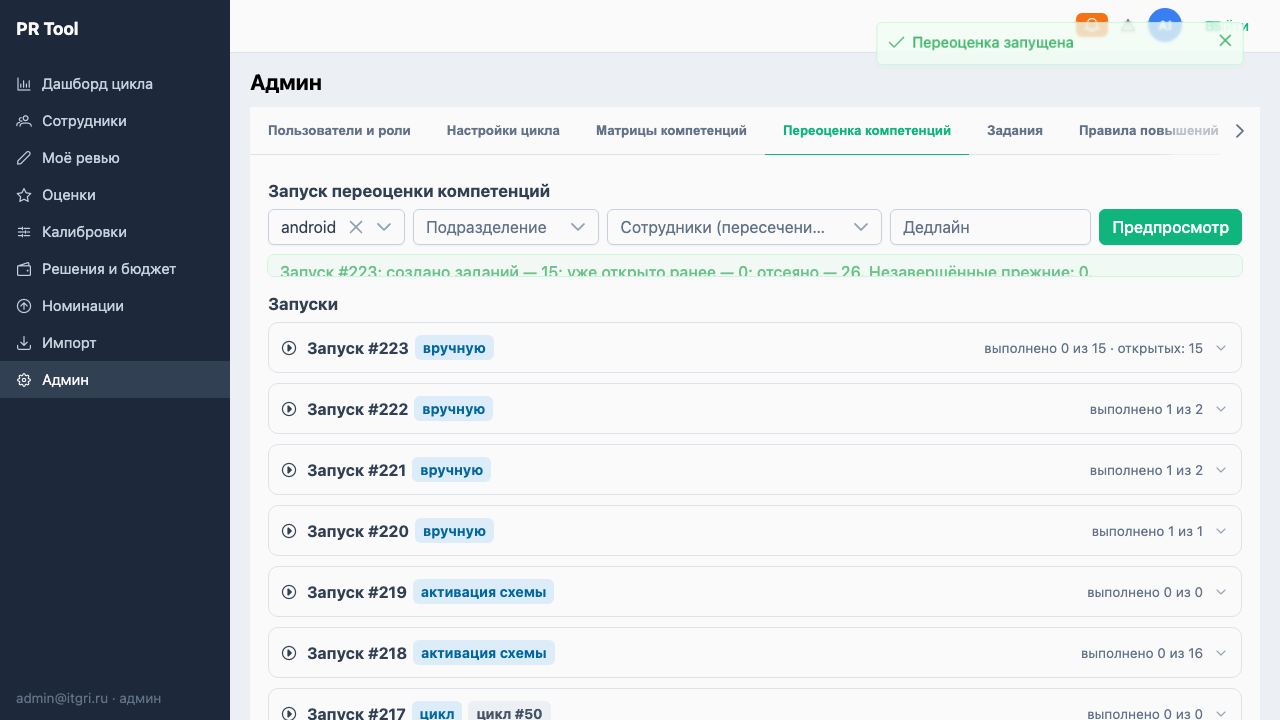 PR Tool
Дашборд цикла
Сотрудники
Моё ревью
Оценки
Калибровки
Решения и бюджет
Номинации
Импорт
Админ
admin@itgri.ru · админ
Переоценка запущена
Админ
Пользователи и роли
Настройки цикла
Матрицы компетенций
Переоценка компетенций
Задания
Правила повышений
Запуск переоценки компетенций
android
Подразделение
Сотрудники (пересечени...
Дедлайн
Предпросмотр
Запуск #223: создано заданий — 15; уже открыто ранее — 0; отсеяно — 26. Незавершённые прежние: 0.
Запуски
Запуск #223 вручную выполнено 0 из 15 · открытых: 15
Запуск #222 вручную выполнено 1 из 2
Запуск #221 вручную выполнено 1 из 2
Запуск #220 вручную выполнено 1 из 1
Запуск #219 активация схемы выполнено 0 из 0
Запуск #218 активация схемы выполнено 0 из 16
Запуск #217 цикл цикл #50 выполнено 0 из 0